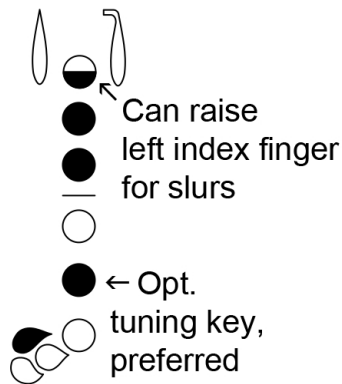 Can raise
left index finger
for slurs
← Opt.
tuning key,
preferred